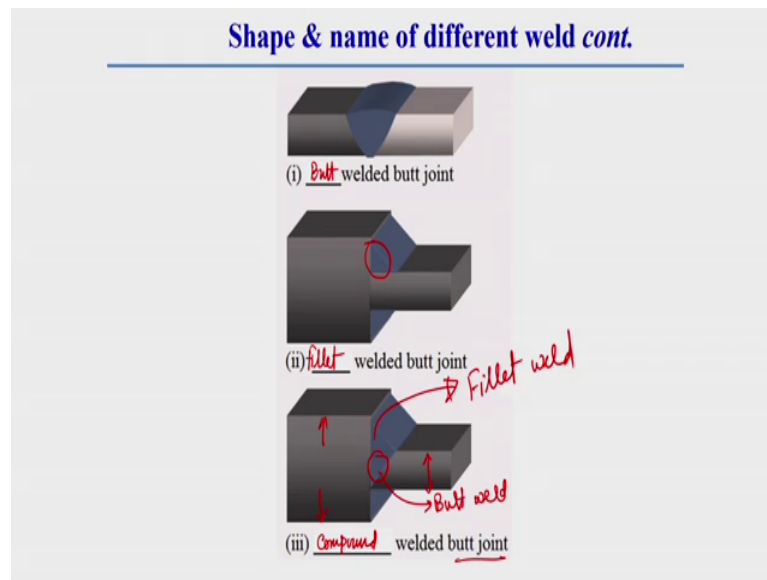 Shape & name of different weld cont.
(i) Butt welded butt joint
(ii) fillet welded butt joint
Fillet weld
Butt weld
(iii) Compound welded butt joint